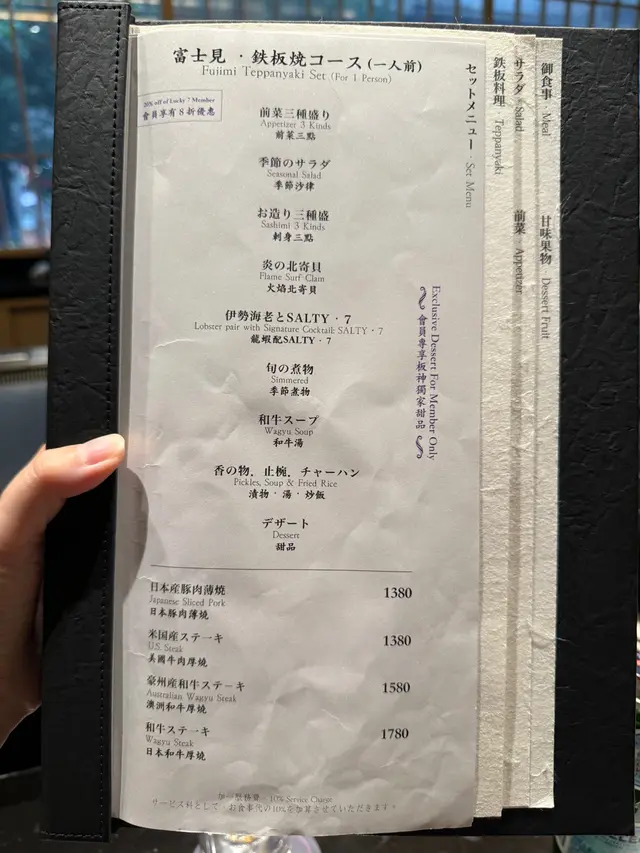 富士見・鉄板焼コース(一人前)
Fujimi Teppanyaki Set (For 1 Person)
20% off of Lucky 7 Member
會員享有8折優惠
前菜三種盛り
Appetizer 3 Kinds
前菜三點
季節のサラダ
Seasonal Salad
季節沙律
お造り三種盛
Sashimi 3 Kinds
刺身三點
炎の北寄貝
Flame Surf Clam
火焰北寄貝
伊勢海老とSALTY・7
Lobster pair with Signature Cocktail: SALTY・7
龍蝦配SALTY・7
旬の煮物
Simmered
季節煮物
和牛スープ
Wagyu Soup
和牛湯
香の物, 止椀, チャーハン
Pickles, Soup & Fried Rice
漬物・湯・炒飯
デザート
Dessert
甜品
日本産豚肉薄燒 1380
Japanese Sliced Pork
日本豚肉薄燒
米国産ステーキ 1380
U.S. Steak
美國牛肉厚燒
豪州産和牛ステーキ 1580
Australian Wagyu Steak
澳洲和牛厚燒
和牛ステーキ 1780
Wagyu Steak
日本和牛厚燒
加一服務費 10% Service Charge
サービス料として、お食事代の10%を加算させていただきます。
Exclusive Dessert For Member Only
會員專享板神獨家甜品
セットメニュー Set Menu
鉄板料理 Teppanyaki
サラダ Salad 前菜 Appetizer
御食事 Meal 甘味果物 Dessert Fruit